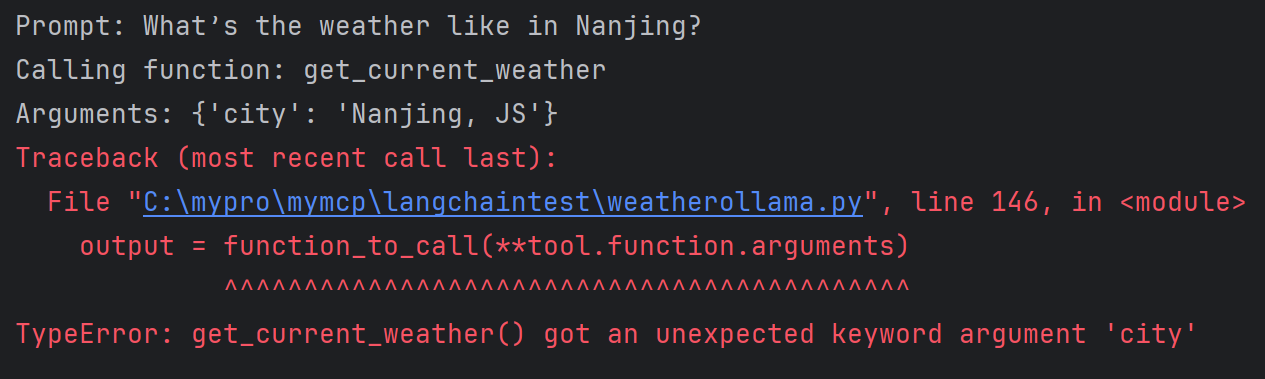 Prompt: What’s the weather like in Nanjing?
Calling function: get_current_weather
Arguments: {'city': 'Nanjing, JS'}
Traceback (most recent call last):
  File "C:\mypro\mymcp\langchaintest\weatherollama.py", line 146, in <module>
    output = function_to_call(**tool.function.arguments)
             ^^^^^^^^^^^^^^^^^^^^^^^^^^^^^^^^^^^^^^^^^^^
TypeError: get_current_weather() got an unexpected keyword argument 'city'